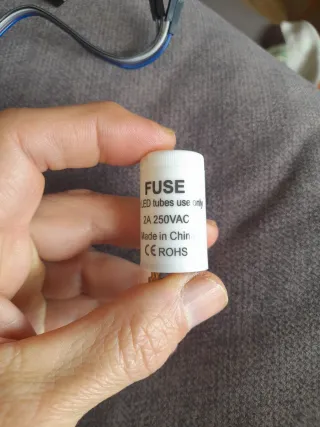 FUSE
LED tubes use only
2A 250VAC
Made in Chin
CE ROHS